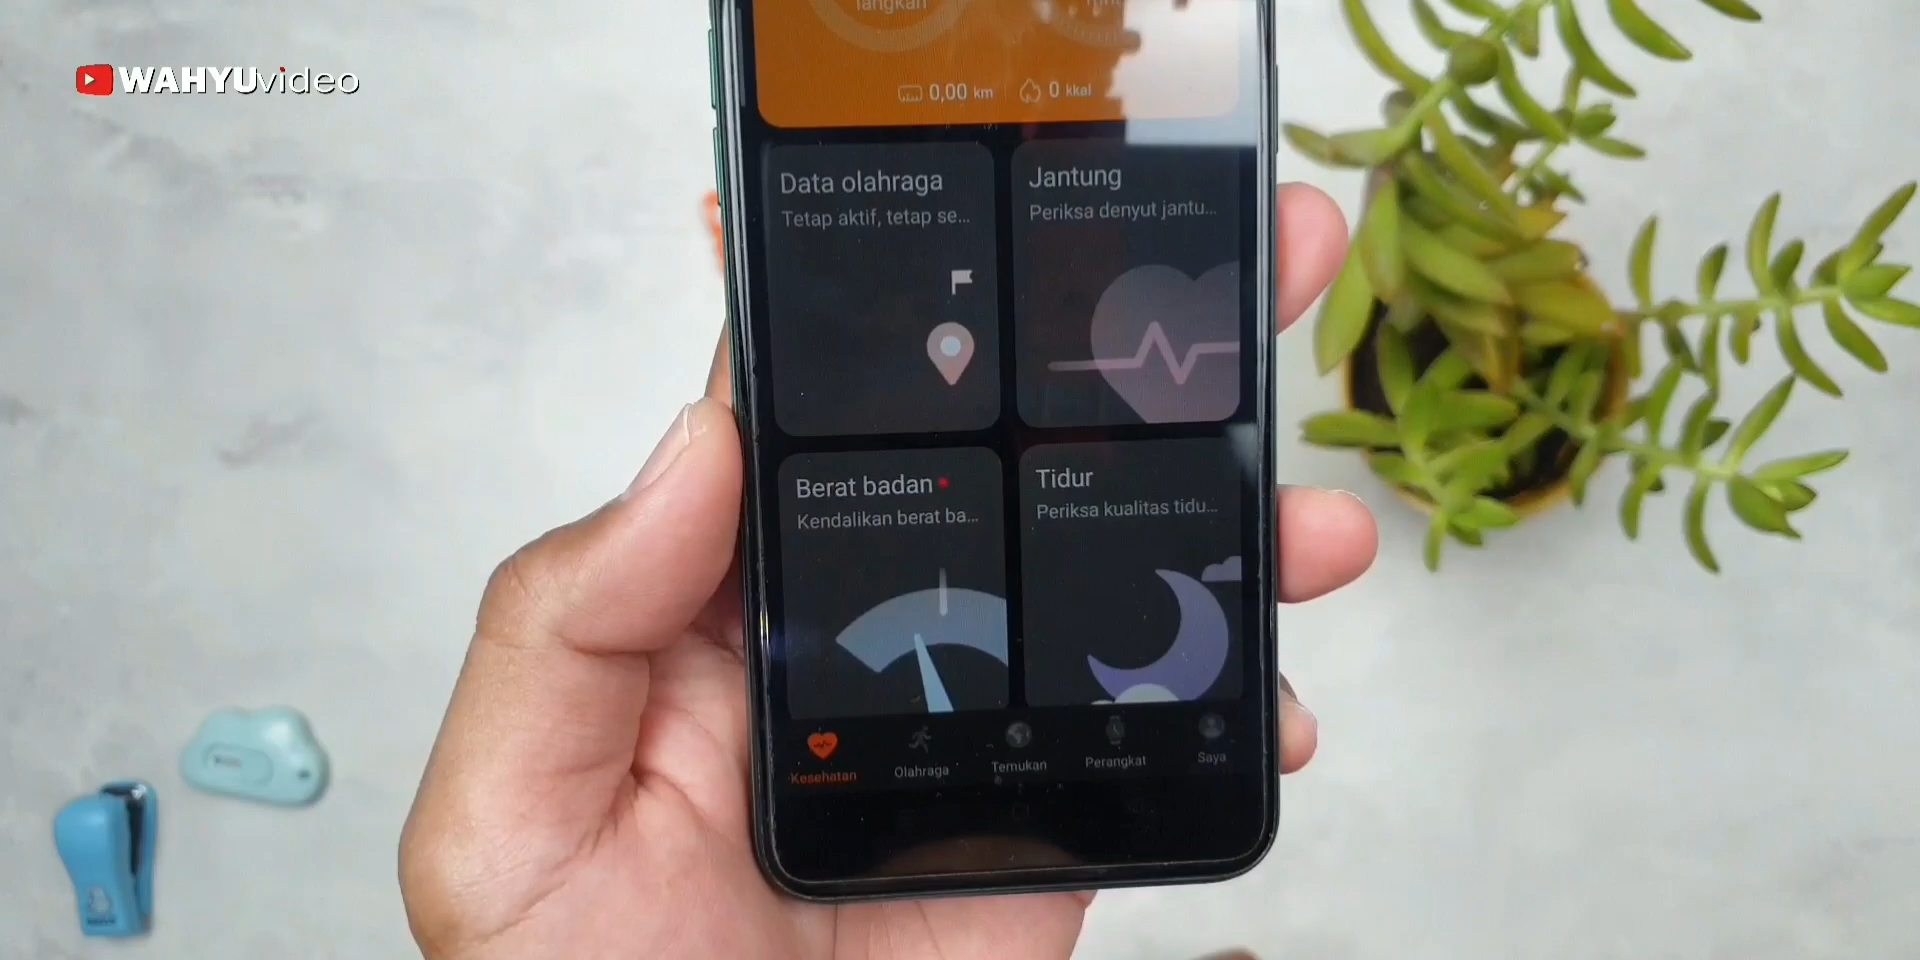 WAHYUvideo
langkah
0,00 km
0 kkal
Data olahraga
Tetap aktif, tetap se...
Jantung
Periksa denyut jantu...
Berat badan
Kendalikan berat ba...
Tidur
Periksa kualitas tidu...
Kesehatan
Olahraga
Temukan
Perangkat
Saya